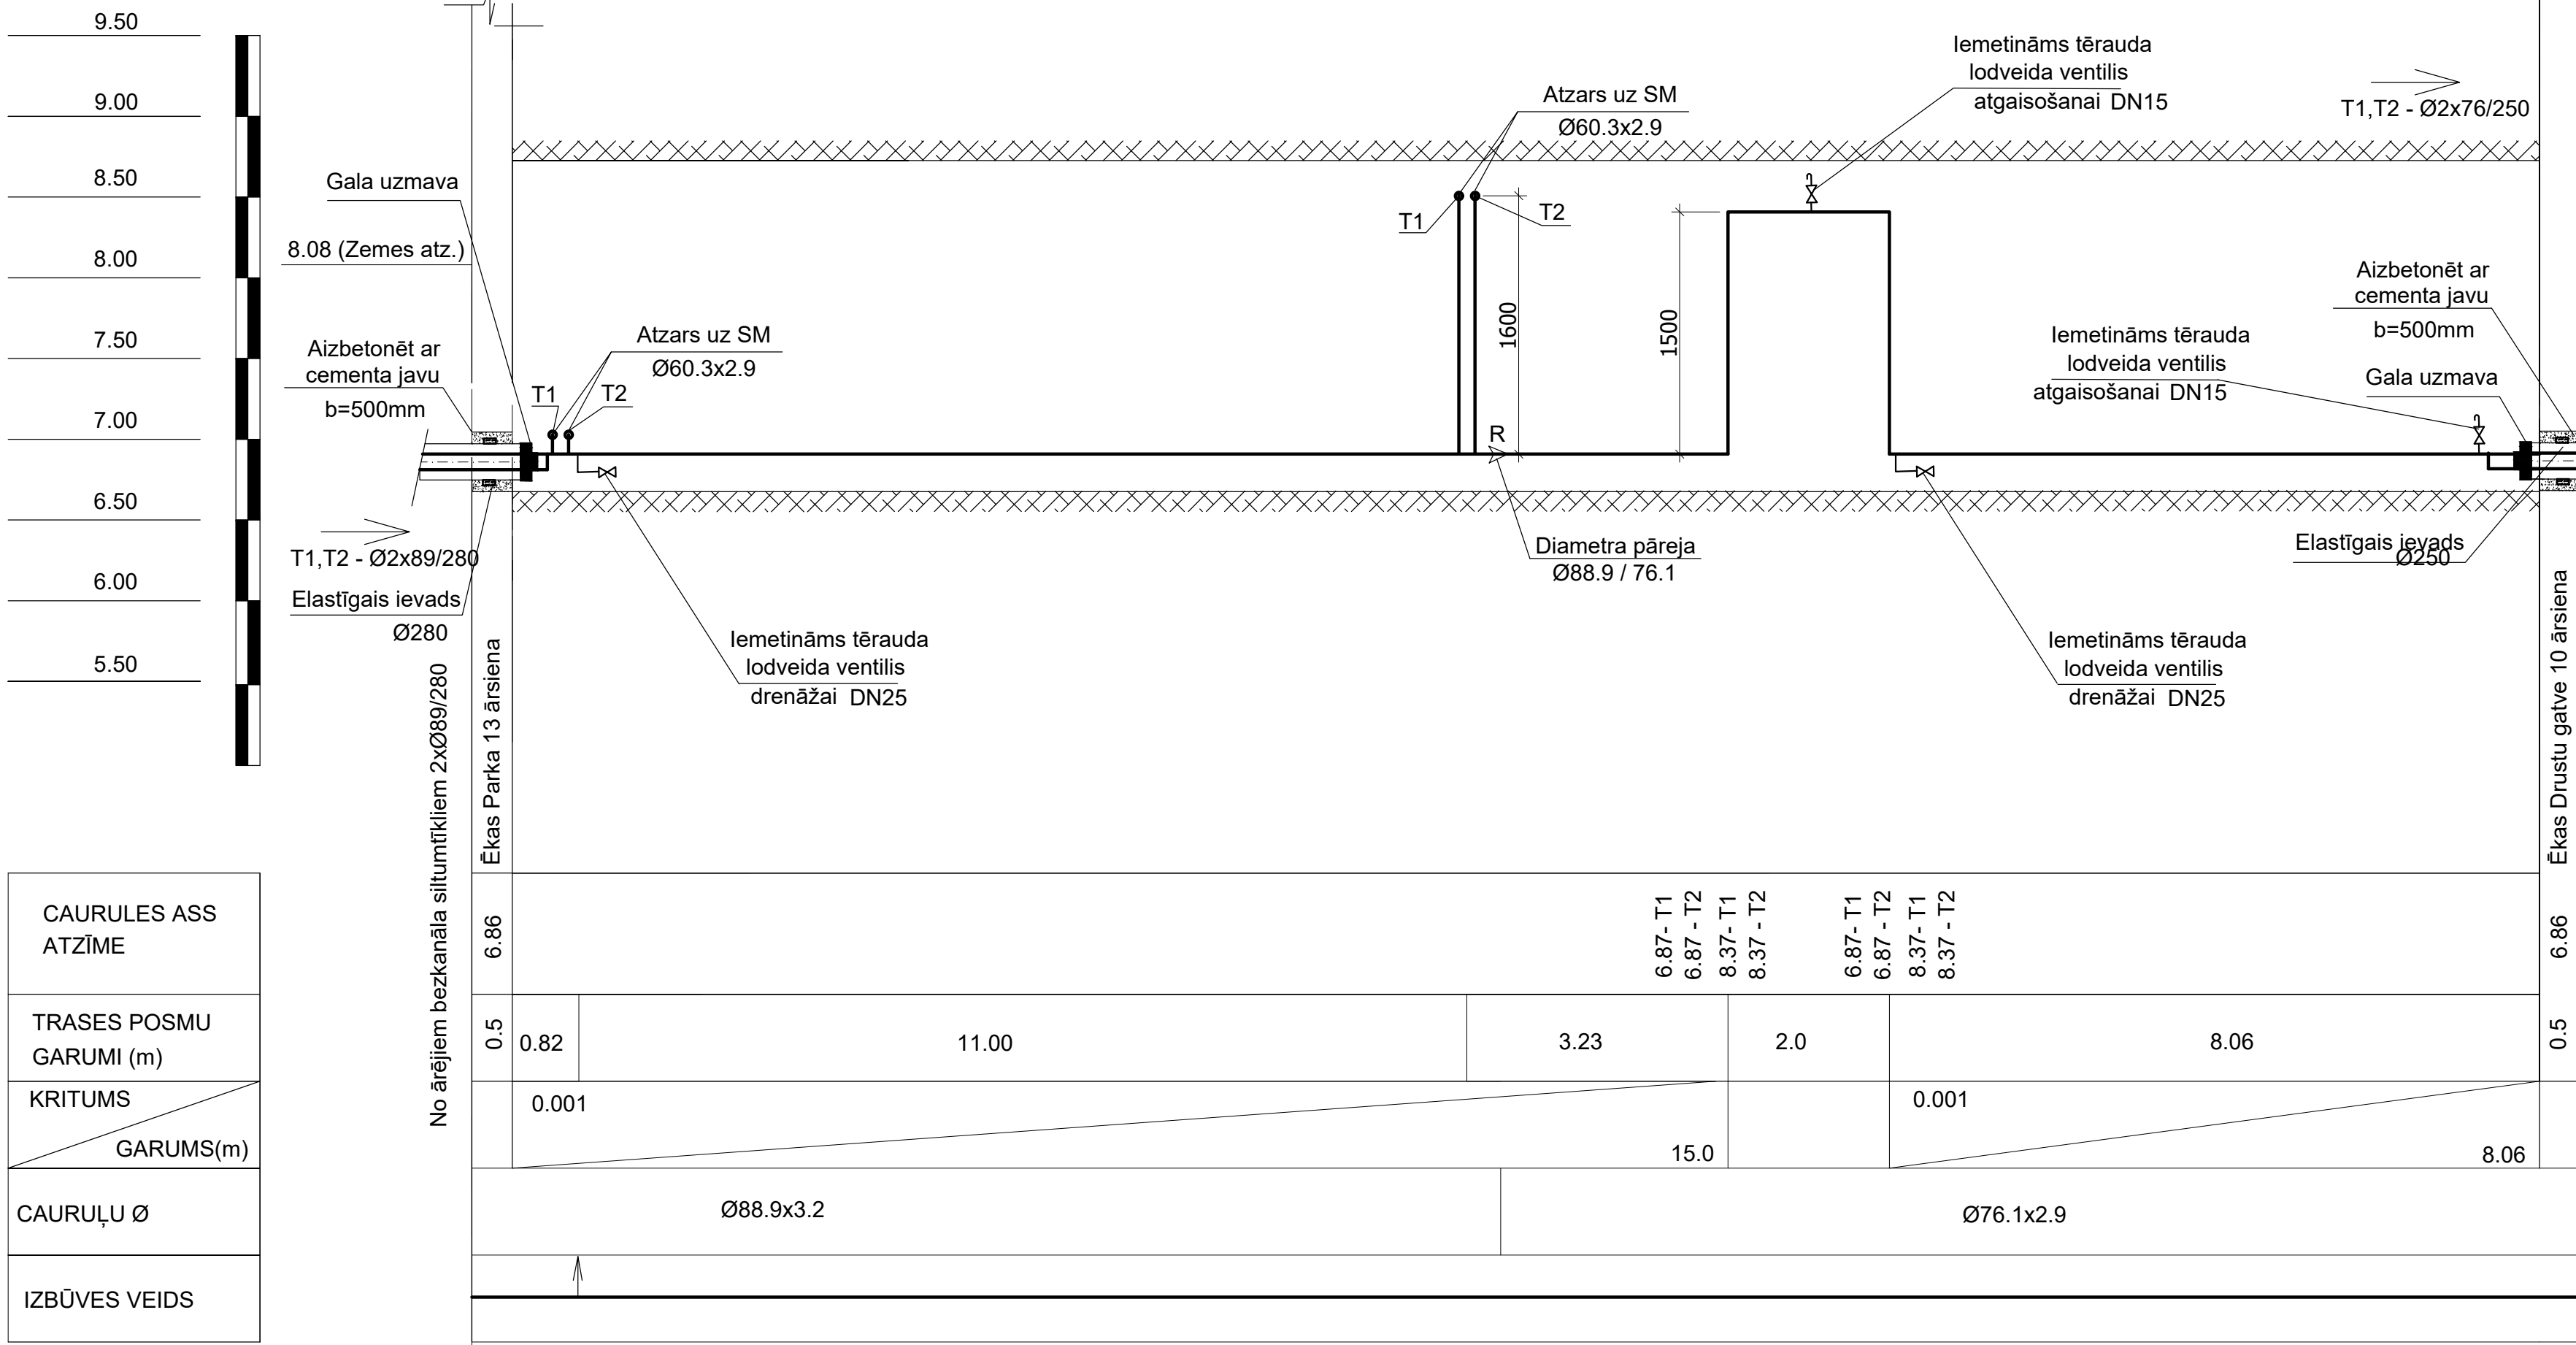 9.50
9.00
8.50
8.00
7.50
7.00
6.50
6.00
5.50
Gala uzmava
8.08 (Zemes atz.)
Aizbetonēt ar
cementa javu
b=500mm
T1,T2 - Ø2x89/280
Elastīgais ievads
Ø280
No ārējiem bezkanāla siltumtīkliem 2xØ89/280
Ēkas Parka 13 ārsiena
Atzars uz SM
Ø60.3x2.9
T1
T2
Iemetināms tērauda
lodveida ventilis
drenāžai DN25
Atzars uz SM
Ø60.3x2.9
T1
T2
1600
R
Diametra pāreja
Ø88.9 / 76.1
1500
Iemetināms tērauda
lodveida ventilis
atgaisošanai DN15
T1,T2 - Ø2x76/250
Iemetināms tērauda
lodveida ventilis
atgaisošanai DN15
Aizbetonēt ar
cementa javu
b=500mm
Gala uzmava
Elastīgais ievads
Ø250
Iemetināms tērauda
lodveida ventilis
drenāžai DN25
Ēkas Drustu gatve 10 ārsiena
CAURULES ASS
ATZĪME
6.86
6.87- T1
6.87 - T2
8.37- T1
8.37 - T2
6.87- T1
6.87 - T2
8.37- T1
8.37 - T2
6.86
TRASES POSMU
GARUMI (m)
0.5
0.82
11.00
3.23
2.0
8.06
0.5
KRITUMS
GARUMS(m)
0.001
15.0
0.001
8.06
CAURUĻU Ø
Ø88.9x3.2
Ø76.1x2.9
IZBŪVES VEIDS